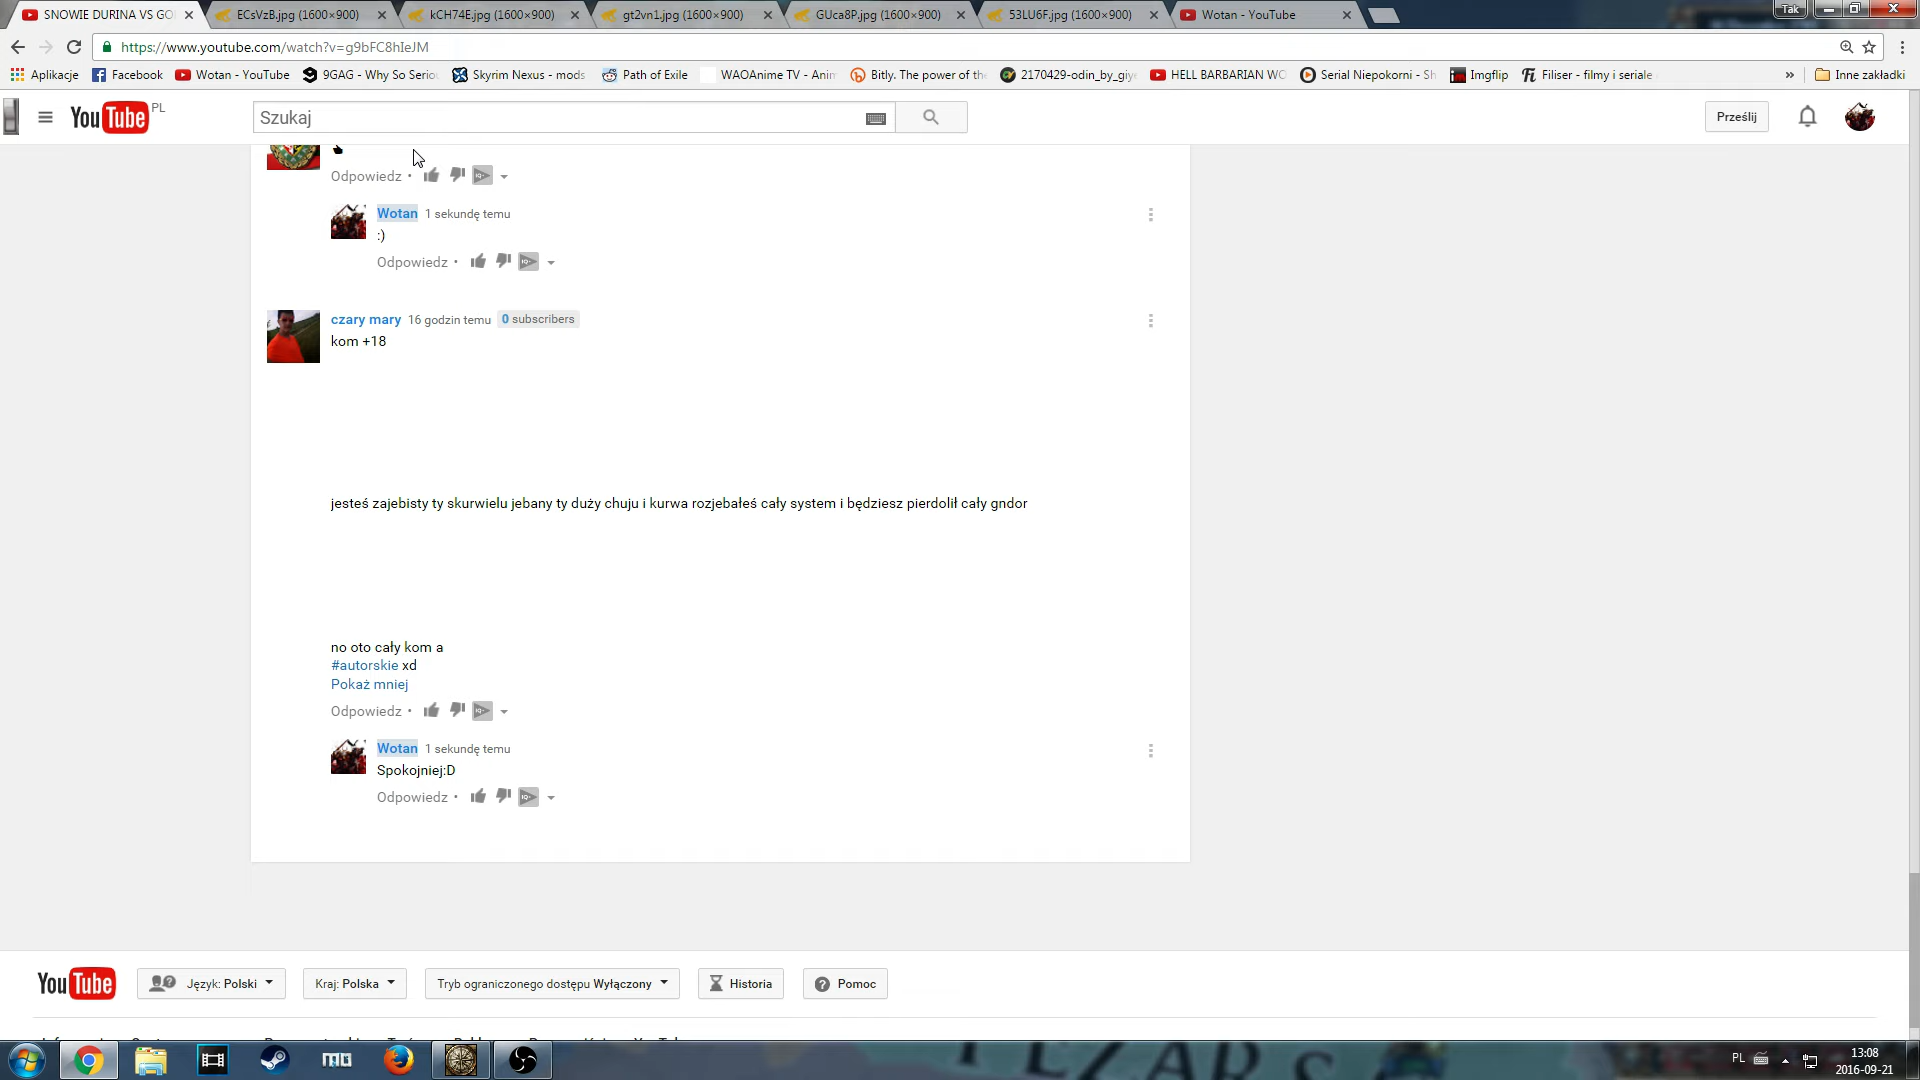 SNOWIE DURINA VS GO
ECsVzB.jpg (1600×900)
kCH74E.jpg (1600×900)
gt2vn1.jpg (1600×900)
GUca8P.jpg (1600×900)
53LU6F.jpg (1600×900)
Wotan - YouTube
Tak
https://www.youtube.com/watch?v=g9bFC8hIeJM
Aplikacje
Facebook
Wotan - YouTube
9GAG - Why So Serio
Skyrim Nexus - mods
Path of Exile
WAOAnime TV - Anim
Bitly. The power of the
2170429-odin_by_giye
HELL BARBARIAN WO
Serial Niepokorni - Sh
Imgflip
Filiser - filmy i seriale
»
Inne zakładki
YouTube PL
Szukaj
Prześlij
Odpowiedz •
Wotan 1 sekundę temu
:)
Odpowiedz •
czary mary 16 godzin temu 0 subscribers
kom +18
jesteś zajebisty ty skurwielu jebany ty duży chuju i kurwa rozjebałeś cały system i będziesz pierdolił cały gndor
no oto cały kom a
#autorskie xd
Pokaż mniej
Odpowiedz •
Wotan 1 sekundę temu
Spokojniej:D
Odpowiedz •
YouTube
Język: Polski
Kraj: Polska
Tryb ograniczonego dostępu Wyłączony
Historia
Pomoc
PL
13:08
2016-09-21